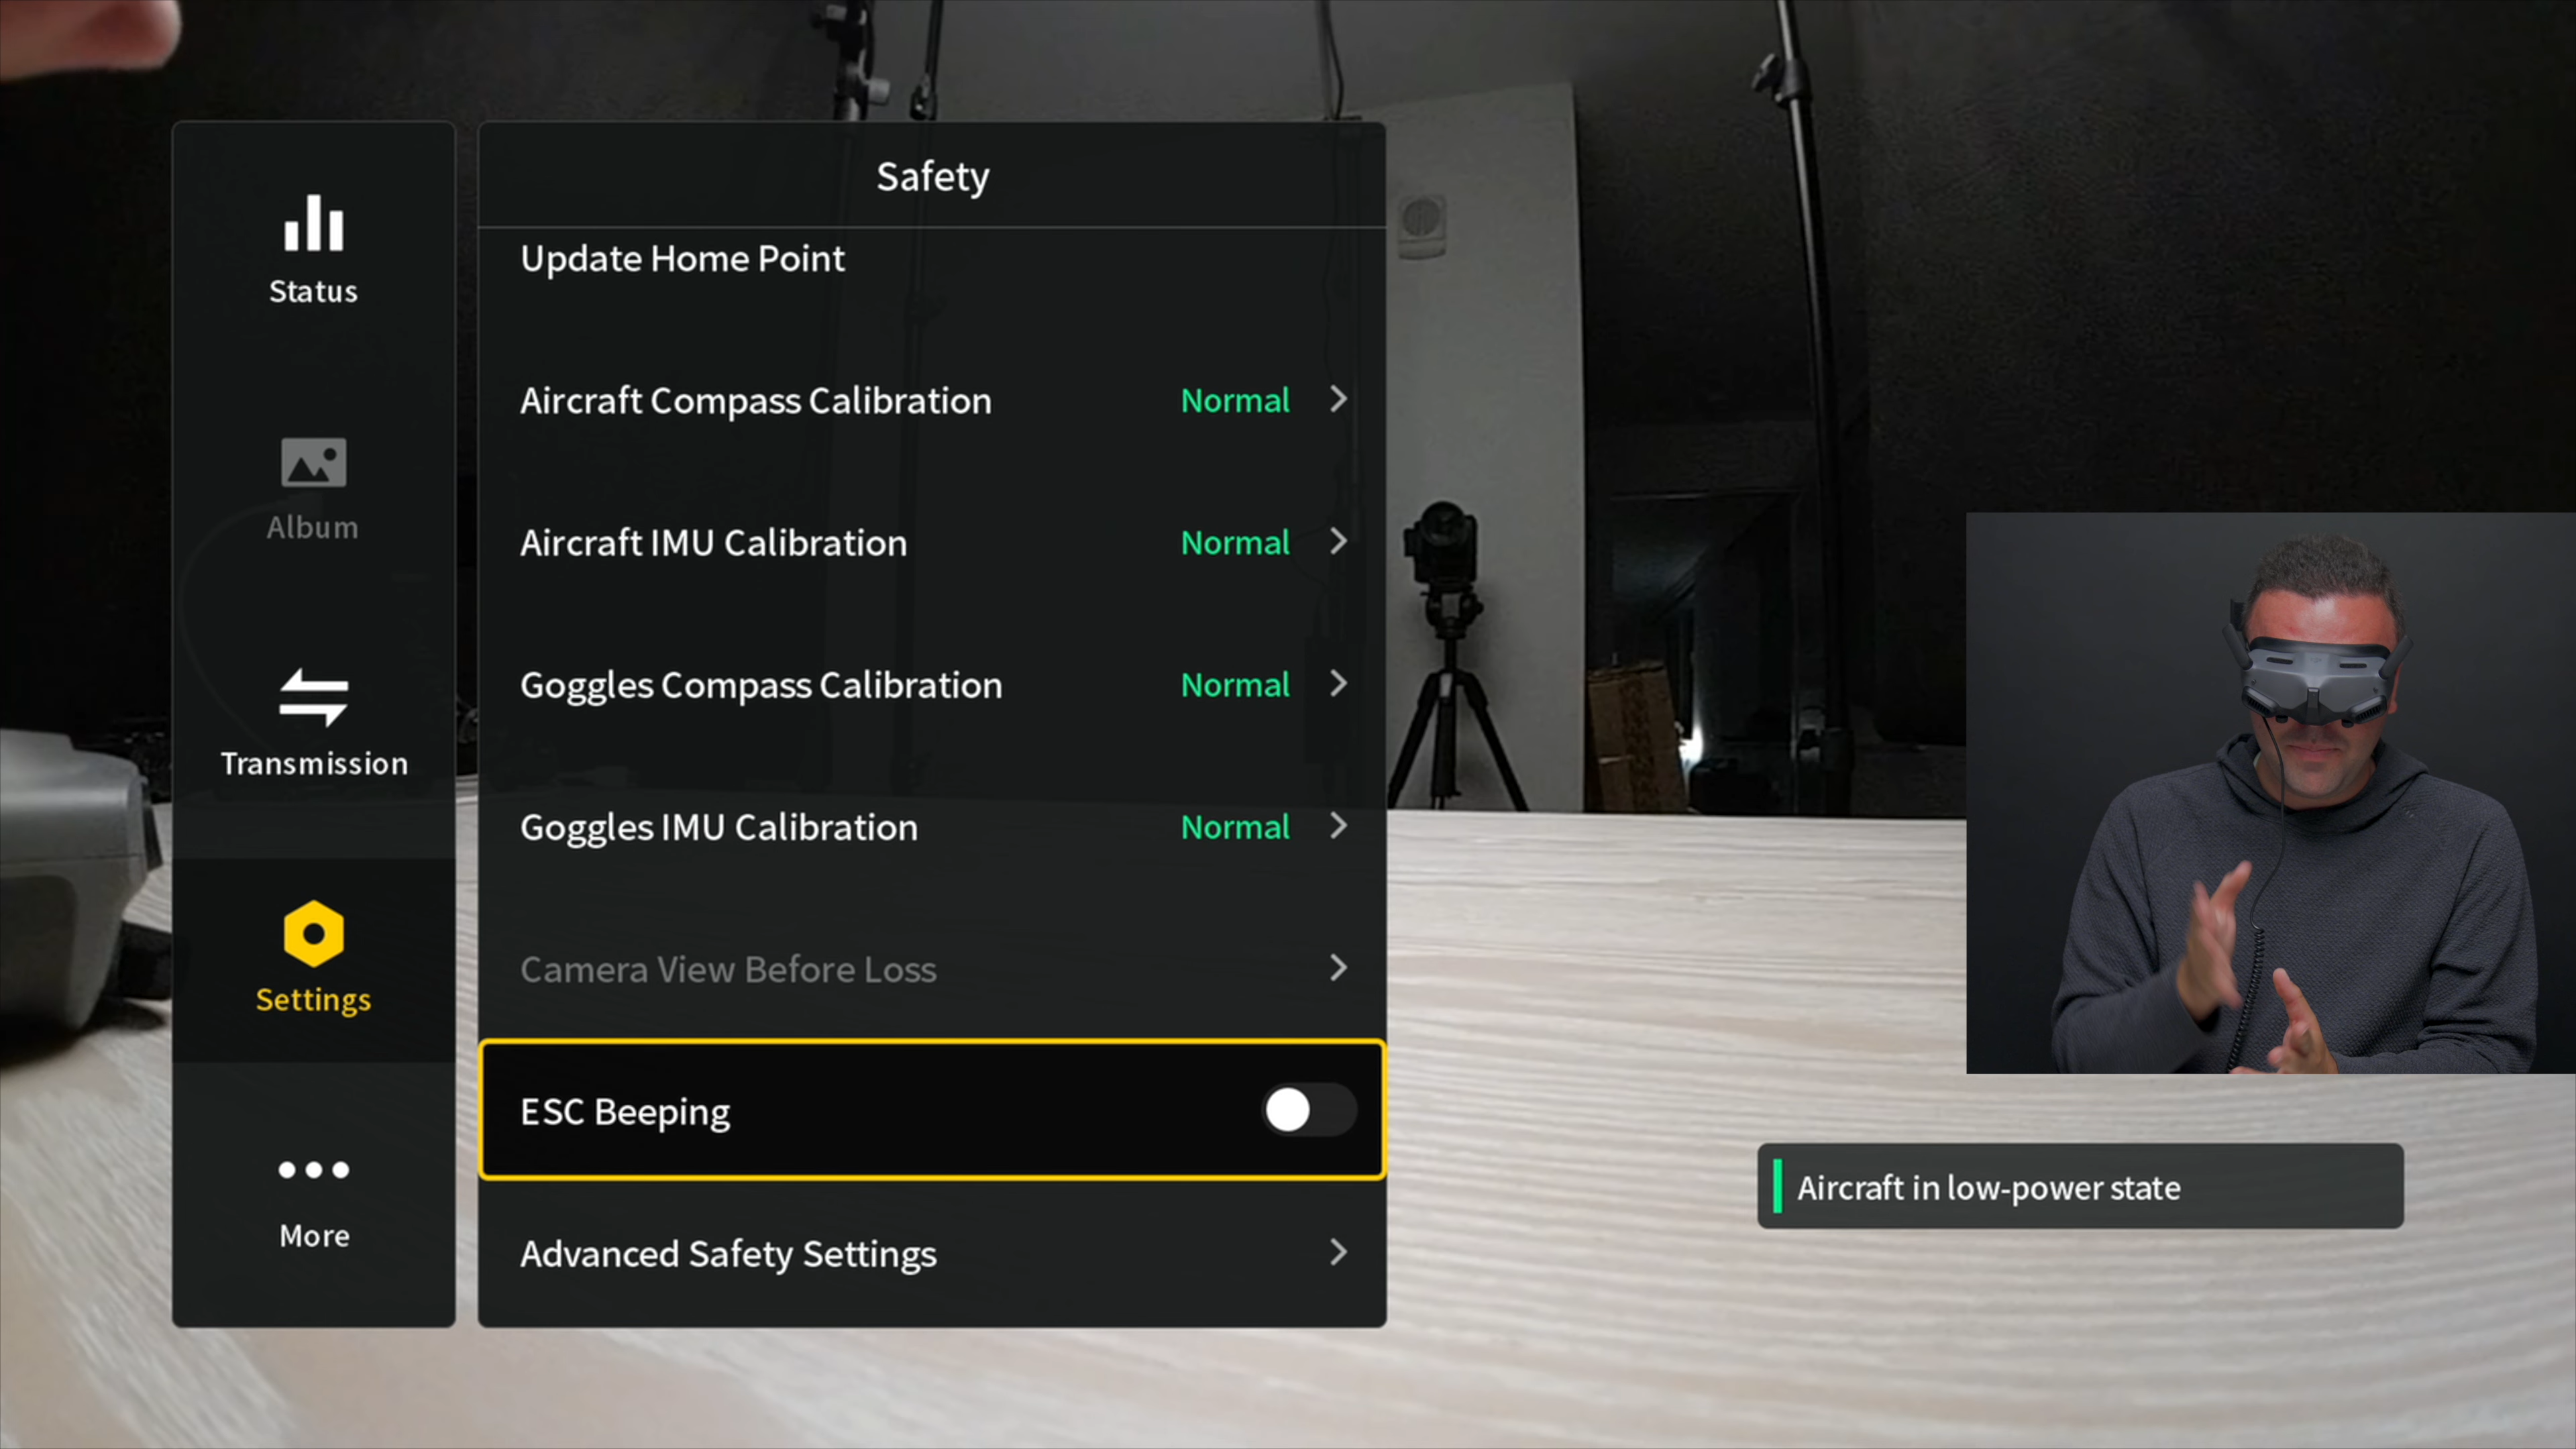 Status
Album
Transmission
Settings
More
Safety
Update Home Point
Aircraft Compass Calibration Normal
Aircraft IMU Calibration Normal
Goggles Compass Calibration Normal
Goggles IMU Calibration Normal
Camera View Before Loss
ESC Beeping
Advanced Safety Settings
Aircraft in low-power state